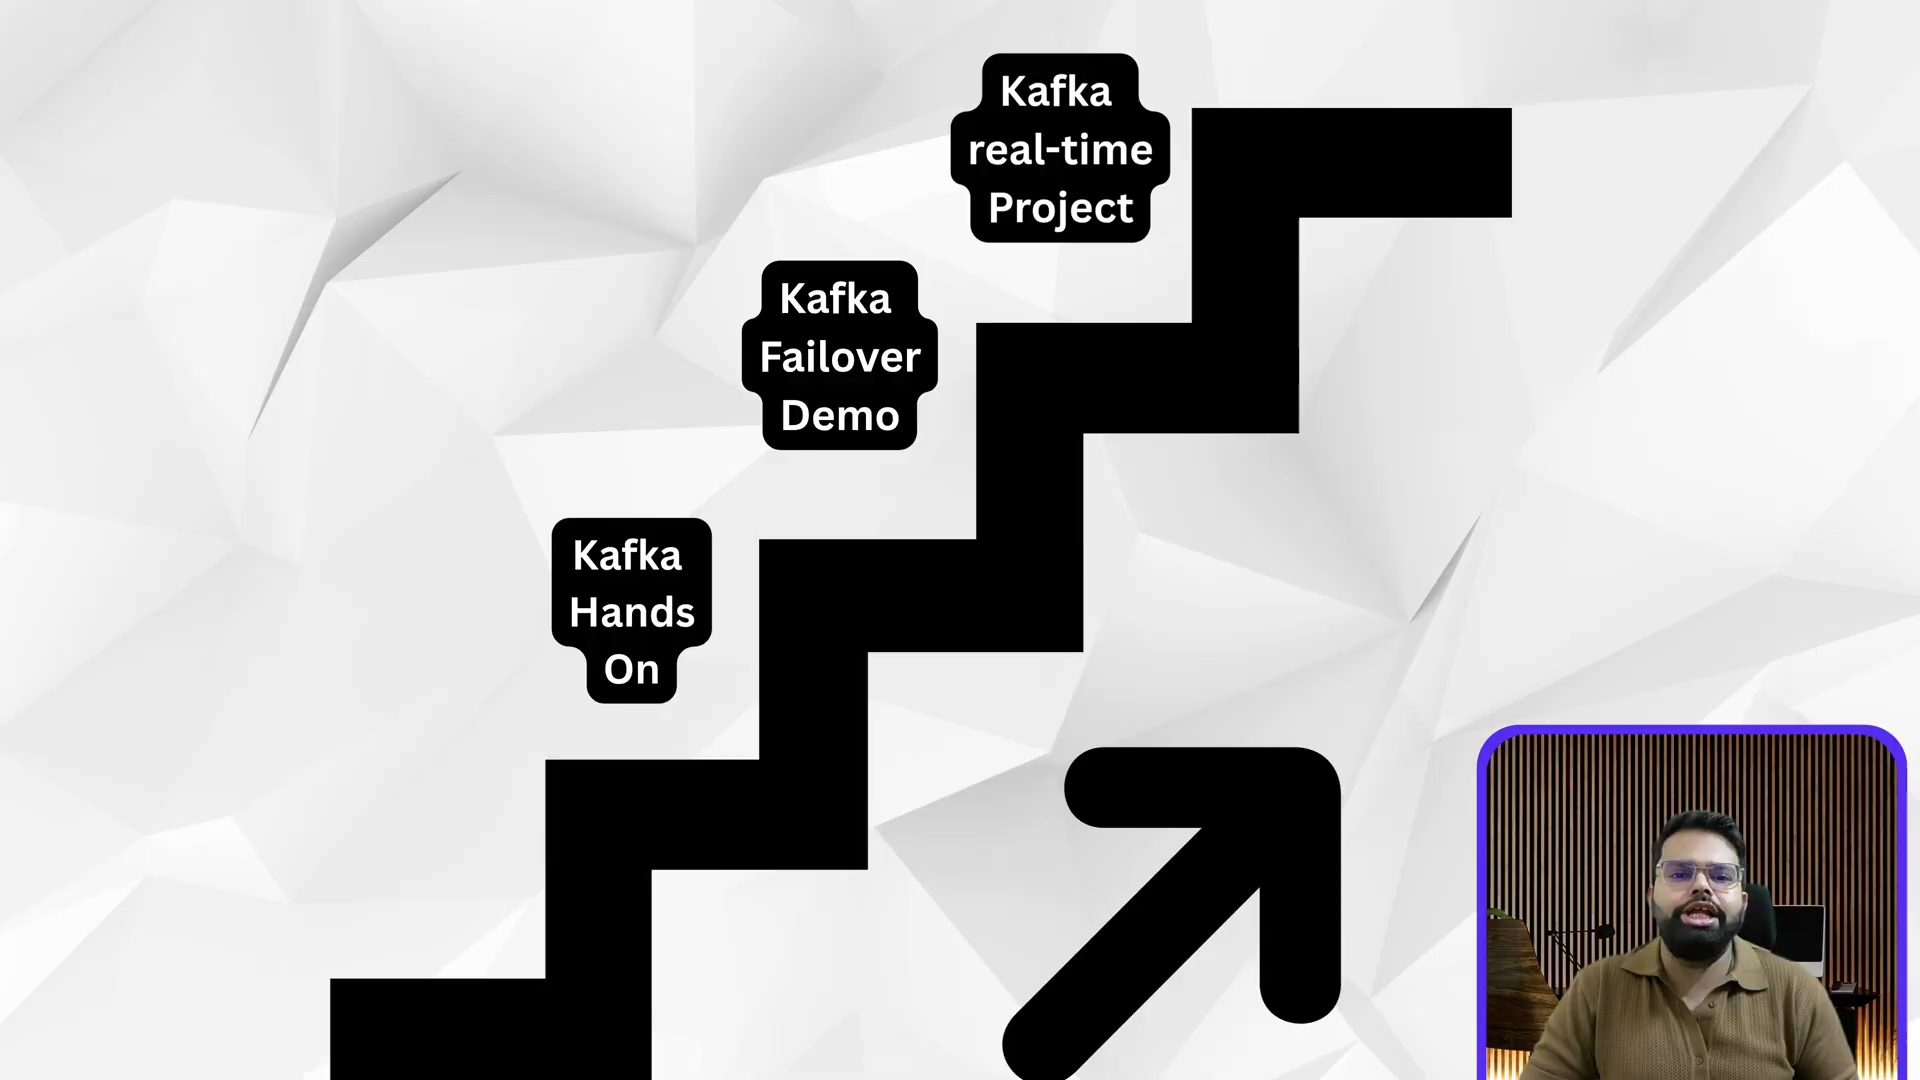 Kafka
real-time
Project
Kafka
Failover
Demo
Kafka
Hands
On